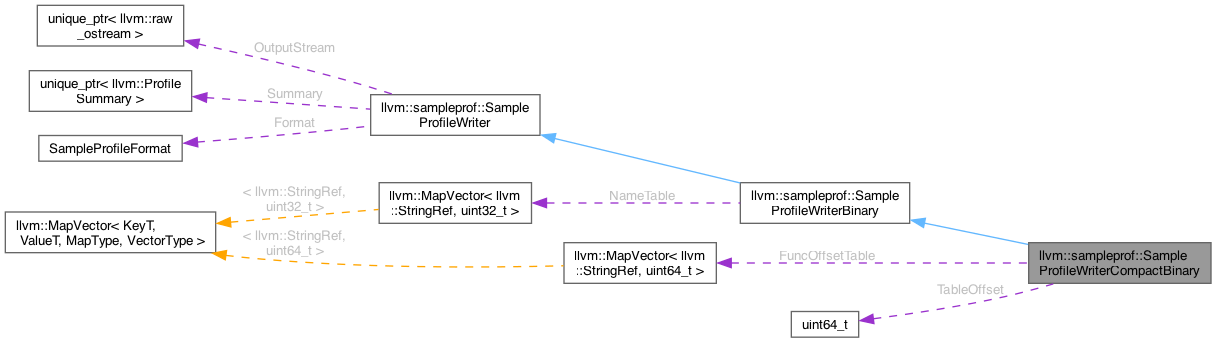 unique_ptr< llvm::raw
_ostream >
OutputStream
unique_ptr< llvm::Profile
Summary >
Summary
llvm::sampleprof::Sample
ProfileWriter
Format
SampleProfileFormat
< llvm::StringRef,
uint32_t >
llvm::MapVector< llvm
::StringRef, uint32_t >
NameTable
llvm::sampleprof::Sample
ProfileWriterBinary
llvm::MapVector< KeyT,
ValueT, MapType, VectorType >
< llvm::StringRef,
uint64_t >
llvm::MapVector< llvm
::StringRef, uint64_t >
FuncOffsetTable
llvm::sampleprof::Sample
ProfileWriterCompactBinary
TableOffset
uint64_t